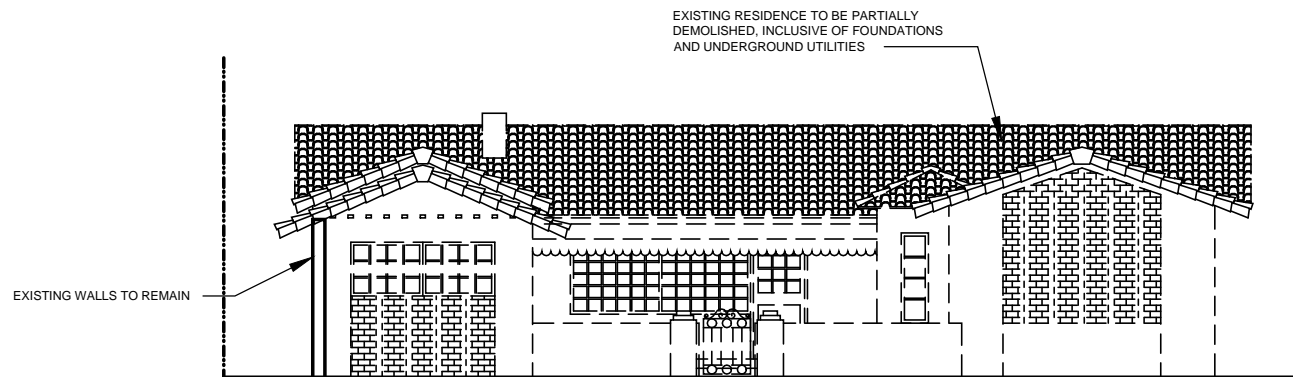 EXISTING RESIDENCE TO BE PARTIALLY
DEMOLISHED, INCLUSIVE OF FOUNDATIONS
AND UNDERGROUND UTILITIES
EXISTING WALLS TO REMAIN